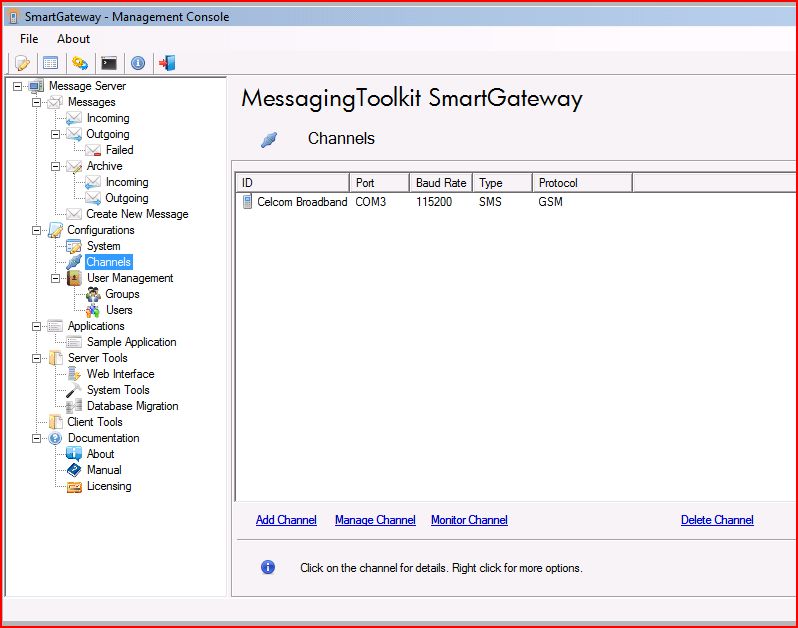 SmartGateway - Management Console
File About
Message Server
Messages
Incoming
Outgoing
Failed
Archive
Incoming
Outgoing
Create New Message
Configurations
System
Channels
User Management
Groups
Users
Applications
Sample Application
Server Tools
Web Interface
System Tools
Database Migration
Client Tools
Documentation
About
Manual
Licensing
MessagingToolkit SmartGateway
Channels
ID Port Baud Rate Type Protocol
Celcom Broadband COM3 115200 SMS GSM
Add Channel Manage Channel Monitor Channel Delete Channel
Click on the channel for details. Right click for more options.